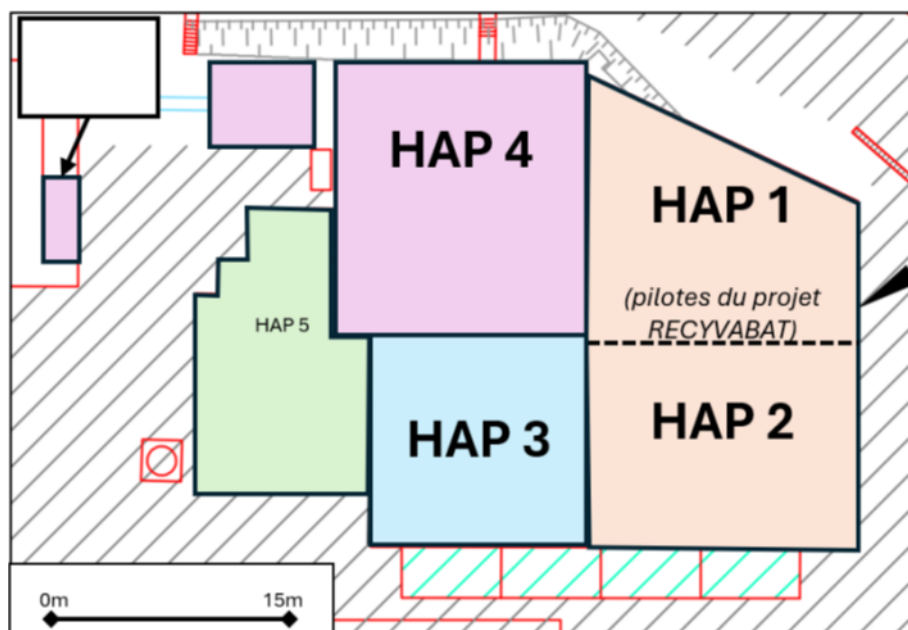 HAP 4
HAP 1
(pilotes du projet
RECYVABAT)
HAP 5
HAP 3
HAP 2
0m
15m